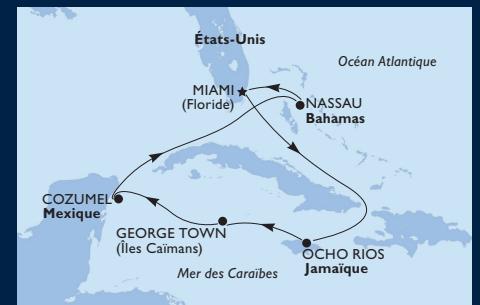 États-Unis
Océan Atlantique
MIAMI
(Floride)
NASSAU
Bahamas
COZUMEL
Mexique
GEORGE TOWN
(Îles Caïmans)
OCHO RIOS
Jamaïque
Mer des Caraïbes